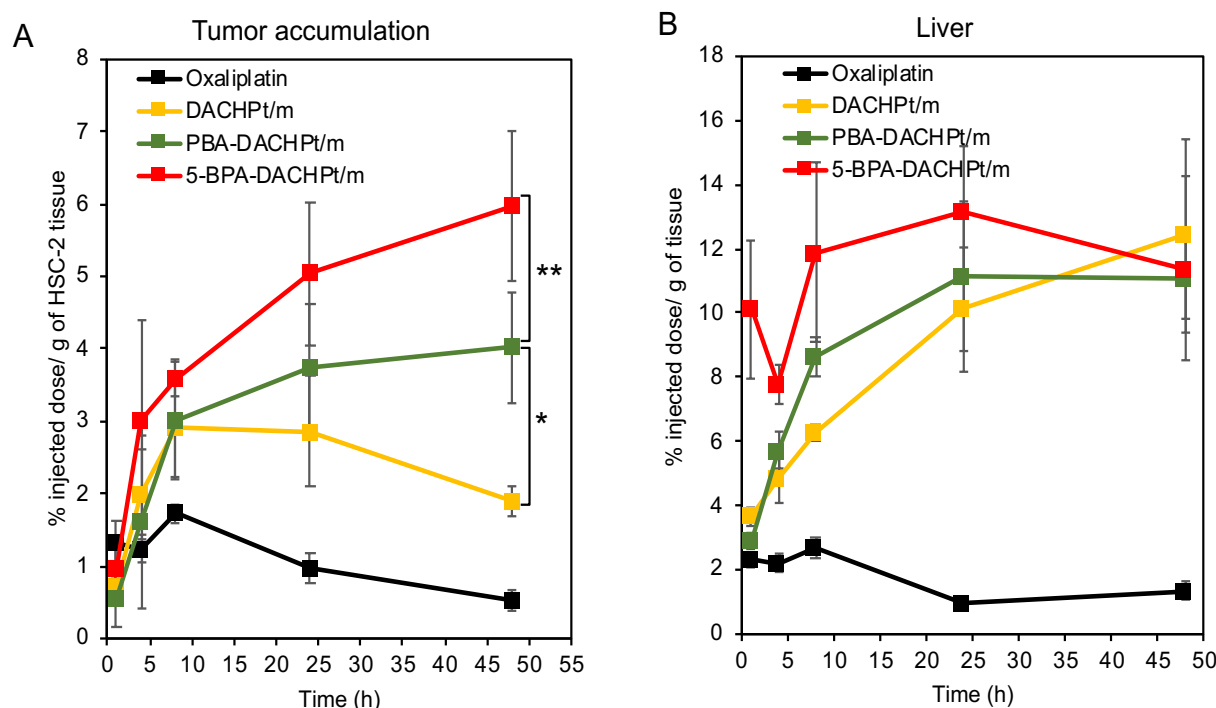 A
Tumor accumulation
% injected dose/ g of HSC-2 tissue
8
7
6
5
4
3
2
1
0
Oxaliplatin
DACHPt/m
PBA-DACHPt/m
5-BPA-DACHPt/m
**
*
0 5 10 15 20 25 30 35 40 45 50 55
Time (h)
B
Liver
% injected dose/ g of tissue
18
16
14
12
10
8
6
4
2
0
Oxaliplatin
DACHPt/m
PBA-DACHPt/m
5-BPA-DACHPt/m
0 5 10 15 20 25 30 35 40 45 50
Time (h)